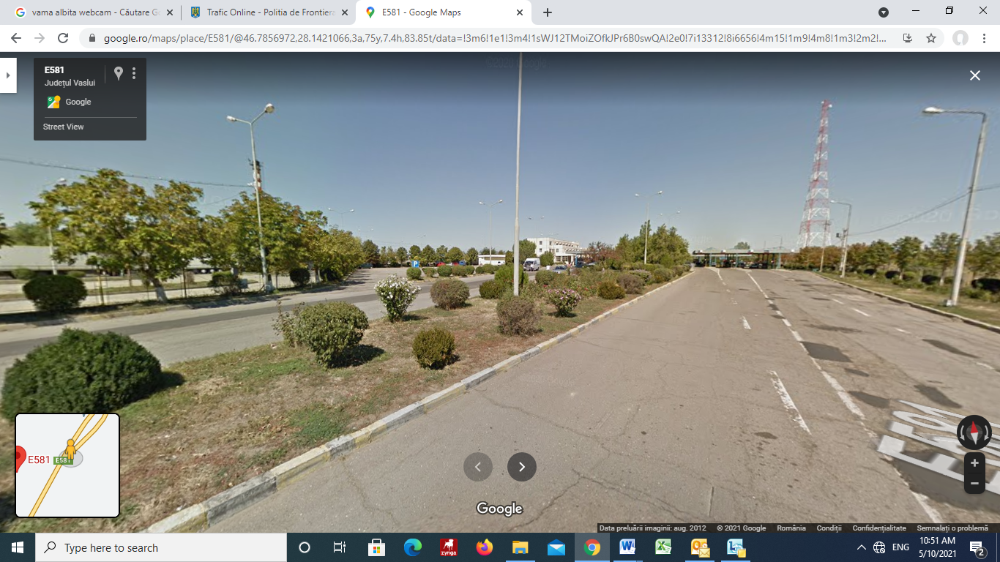 vama albita webcam - Căutare G
Trafic Online - Politia de Frontiera
E581 - Google Maps
google.ro/maps/place/E581/@46.7856972,28.1421066,3a,75y,7.4h,83.85t/data=!3m6!1e1!3m4!1sWJ12TMoiZOfkJPr6B0swQA!2e0!7i13312!8i6656!4m15!1m9!4m8!1m3!2m2!...
E581
Județul Vaslui
Google
Street View
P
E581
E581
Google
Data preluării imaginii: aug. 2012 © 2021 Google România Condiții Confidențialitate Semnalați o problemă
Type here to search
zynga
ENG
10:51 AM
5/10/2021
2